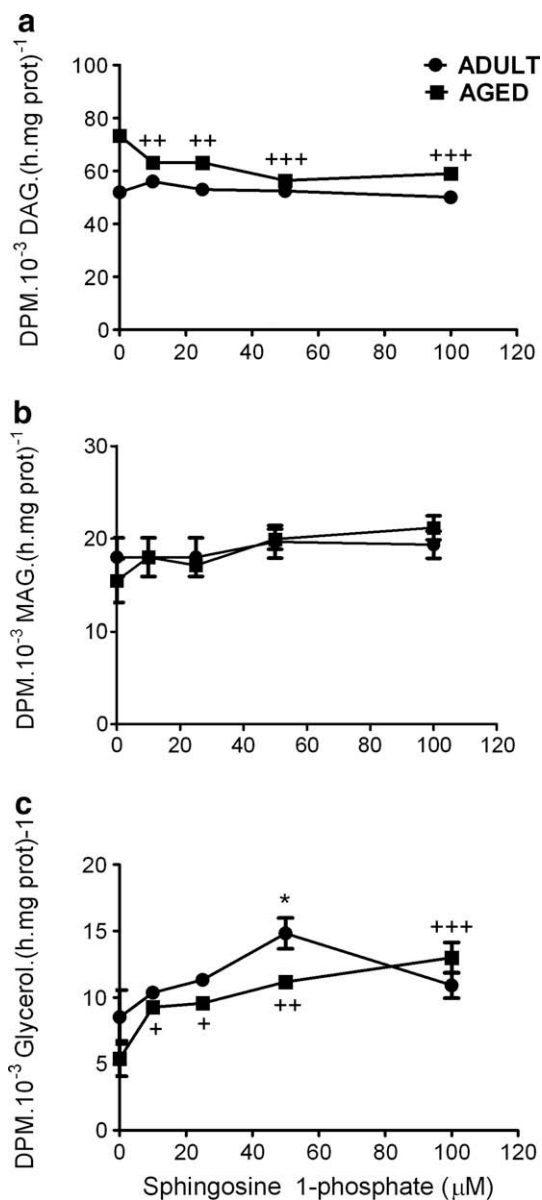 a
ADULT
AGED
DPM.10⁻³ DAG.(h.mg prot)⁻¹
100
80
60
40
20
0
++ ++ +++ +++
0 20 40 60 80 100 120
b
DPM.10⁻³ MAG.(h.mg prot)⁻¹
30
20
10
0
0 20 40 60 80 100 120
c
DPM.10⁻³ Glycerol.(h.mg prot)-1
20
15
10
5
0
* +++
+ + ++
0 20 40 60 80 100 120
Sphingosine 1-phosphate (μM)